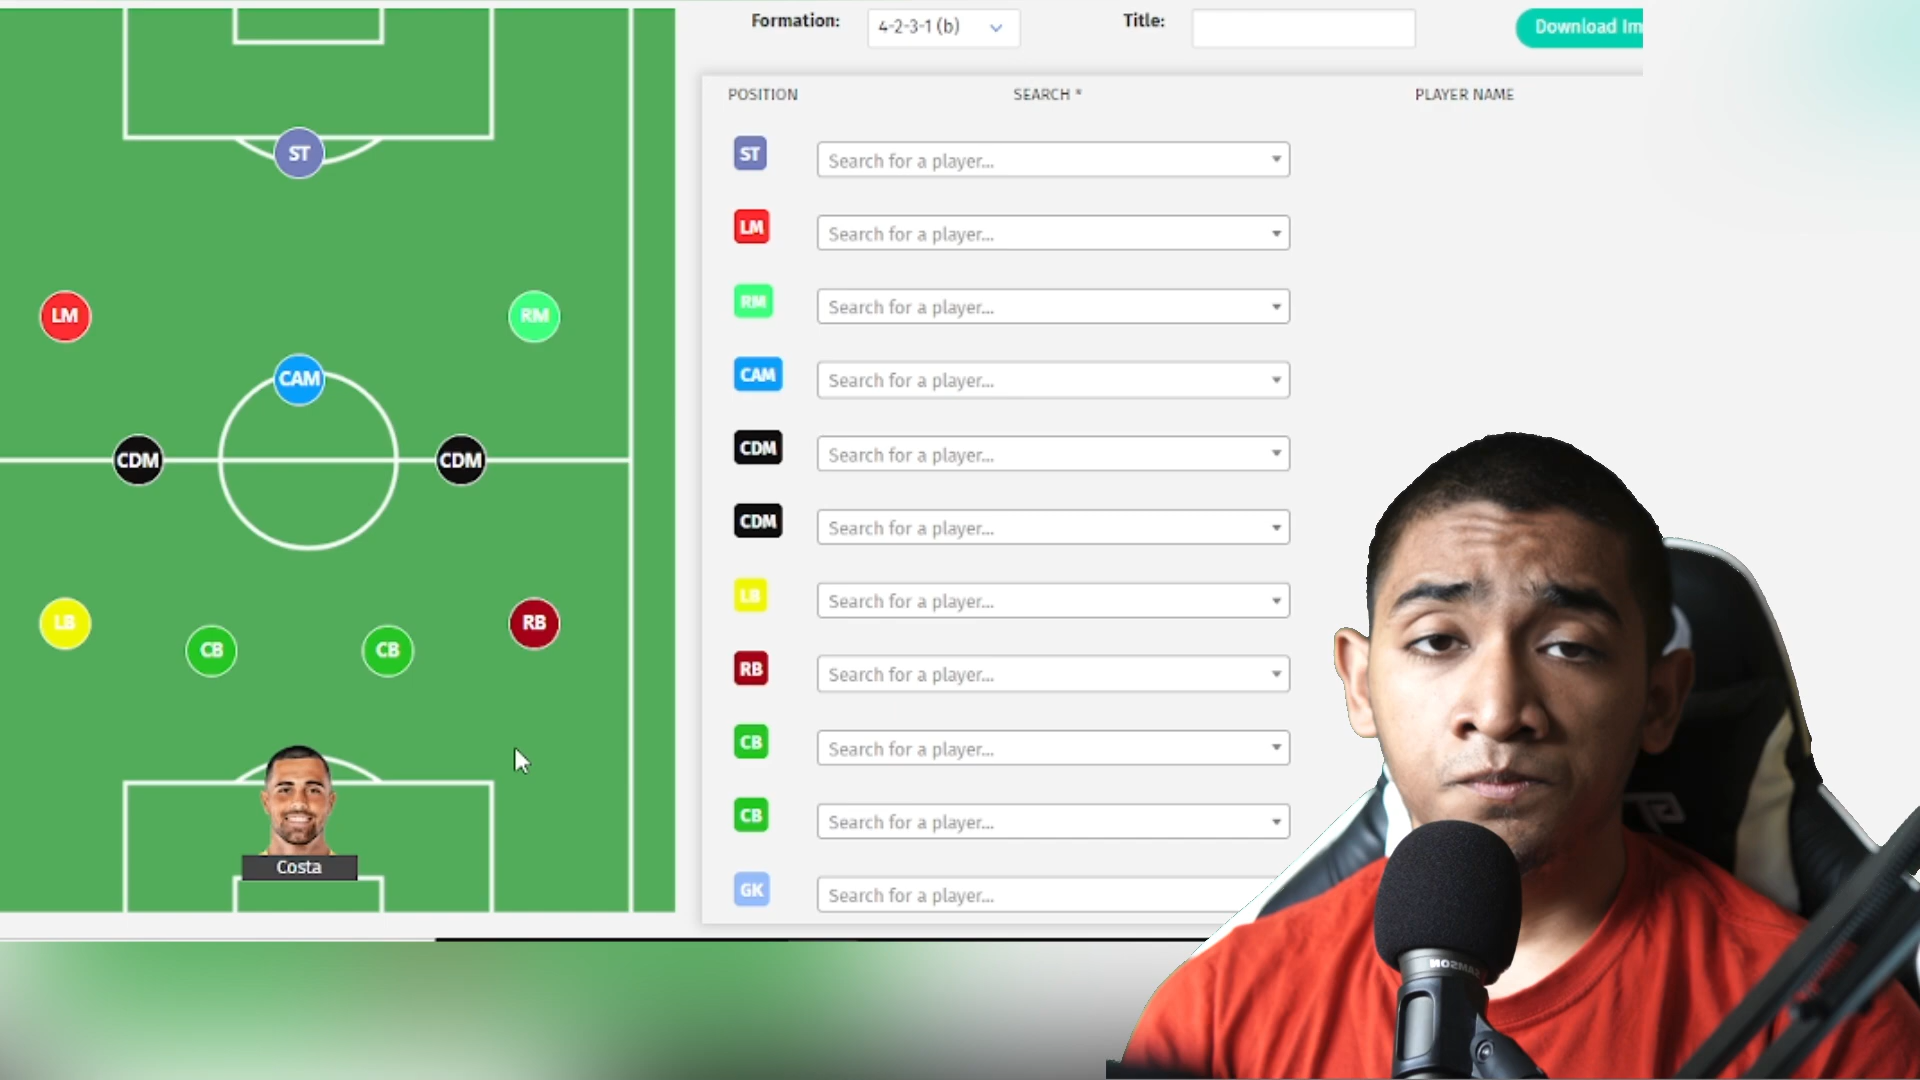 Formation:
4-2-3-1 (b)
Title:
Download Im
POSITION
SEARCH *
PLAYER NAME
ST
Search for a player...
LM
Search for a player...
RM
Search for a player...
CAM
Search for a player...
CDM
Search for a player...
CDM
Search for a player...
LB
Search for a player...
RB
Search for a player...
CB
Search for a player...
CB
Search for a player...
GK
Search for a player...
ST
LM
RM
CAM
CDM
CDM
LB
CB
CB
RB
Costa
SAMSON